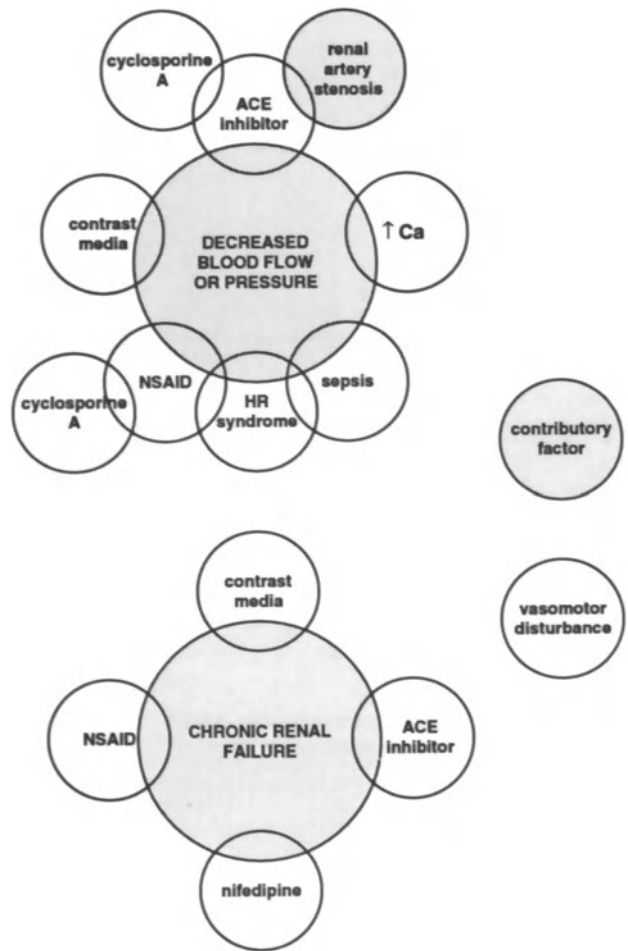 cyclosporine
A
renal
artery
stenosis
ACE
inhibitor
contrast
media
DECREASED
BLOOD FLOW
OR PRESSURE
↑ Ca
cyclosporine
A
NSAID
HR
syndrome
sepsis
contributory
factor
contrast
media
vasomotor
disturbance
NSAID
CHRONIC RENAL
FAILURE
ACE
inhibitor
nifedipine